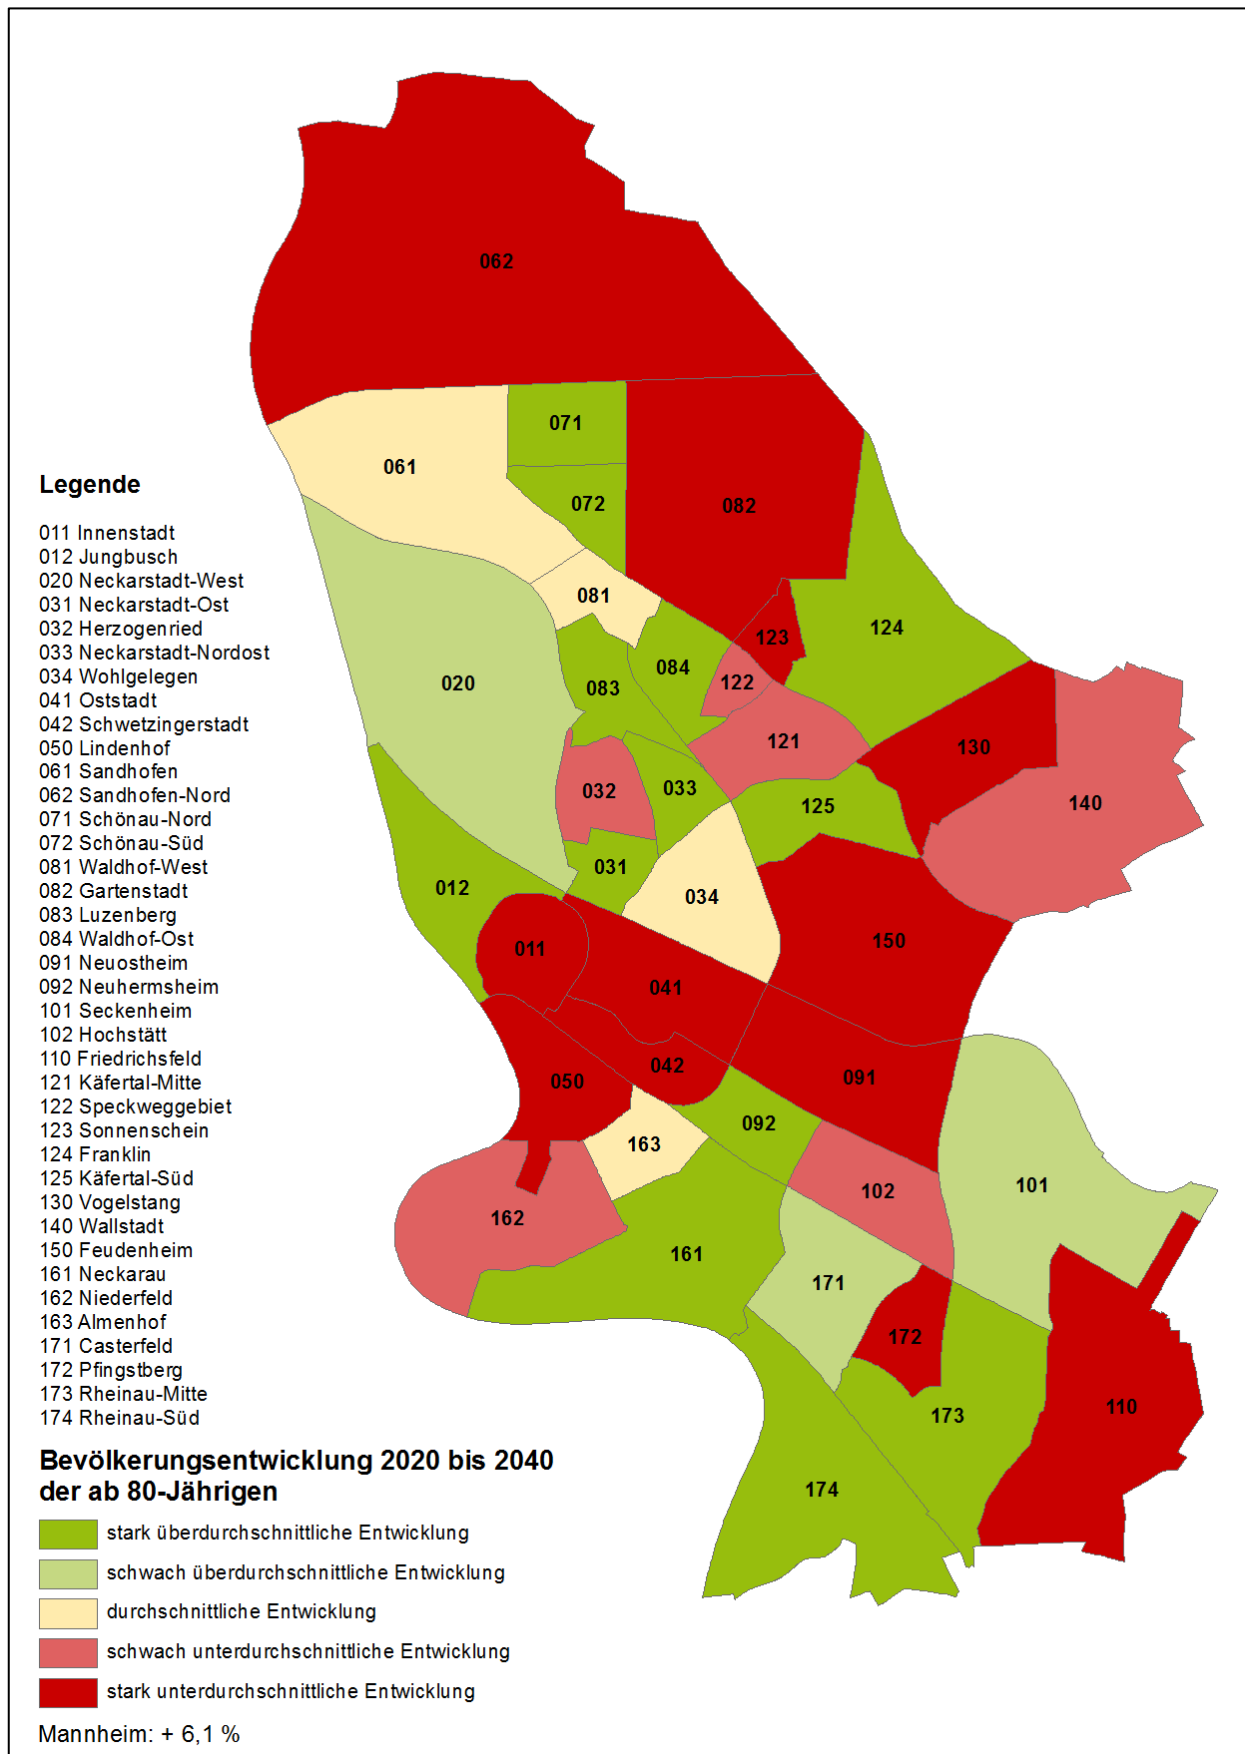 062
071
061
072
082
081
123
124
084
122
083
020
121
130
032
033
125
140
031
012
034
011
150
041
042
091
050
092
163
102
101
162
161
171
172
110
173
174
Legende
011 Innenstadt
012 Jungbusch
020 Neckarstadt-West
031 Neckarstadt-Ost
032 Herzogenried
033 Neckarstadt-Nordost
034 Wohlgelegen
041 Oststadt
042 Schwetzingerstadt
050 Lindenhof
061 Sandhofen
062 Sandhofen-Nord
071 Schönau-Nord
072 Schönau-Süd
081 Waldhof-West
082 Gartenstadt
083 Luzenberg
084 Waldhof-Ost
091 Neuostheim
092 Neuhermsheim
101 Seckenheim
102 Hochstätt
110 Friedrichsfeld
121 Käfertal-Mitte
122 Speckweggebiet
123 Sonnenschein
124 Franklin
125 Käfertal-Süd
130 Vogelstang
140 Wallstadt
150 Feudenheim
161 Neckarau
162 Niederfeld
163 Almenhof
171 Casterfeld
172 Pfingstberg
173 Rheinau-Mitte
174 Rheinau-Süd
Bevölkerungsentwicklung 2020 bis 2040
der ab 80-Jährigen
stark überdurchschnittliche Entwicklung
schwach überdurchschnittliche Entwicklung
durchschnittliche Entwicklung
schwach unterdurchschnittliche Entwicklung
stark unterdurchschnittliche Entwicklung
Mannheim: + 6,1 %